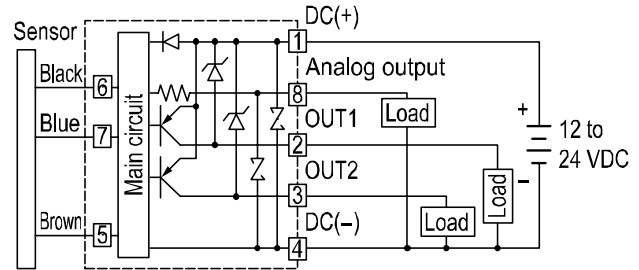 Sensor
Black
Blue
Brown
6
7
5
Main circuit
DC(+)
1
Analog output
8
Load
OUT1
2
OUT2
3
Load
Load
DC(−)
4
+
12 to
24 VDC
−